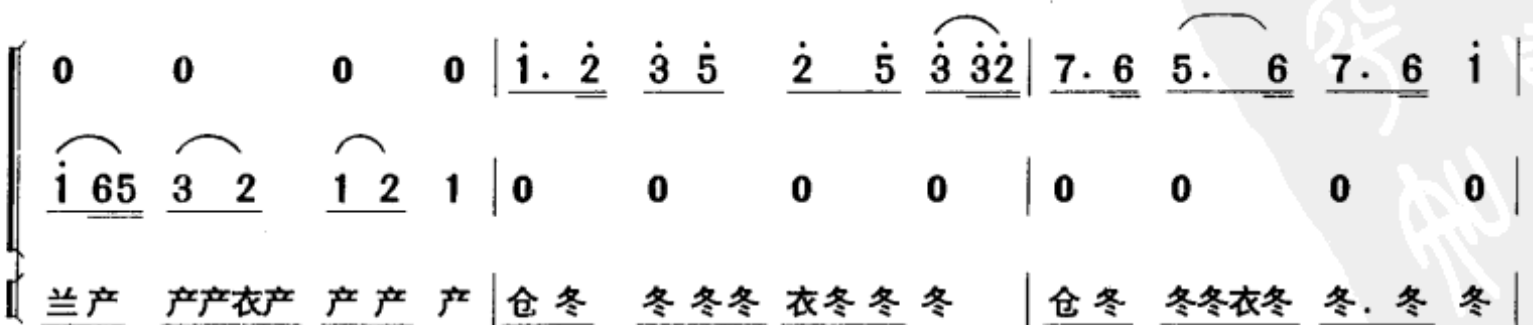 0 0 0 0 | i̇. 2̇ 3̇ 5̇ 2̇ 5̇ 3̇ 3̇2̇ | 7. 6 5. 6 7. 6 i̇ |
i̇ 65 3 2 1 2 1 | 0 0 0 0 | 0 0 0 0 |
兰产 产产衣产 产产 产 | 仓冬 冬冬冬 衣冬冬 冬 | 仓冬 冬冬衣冬 冬. 冬 冬